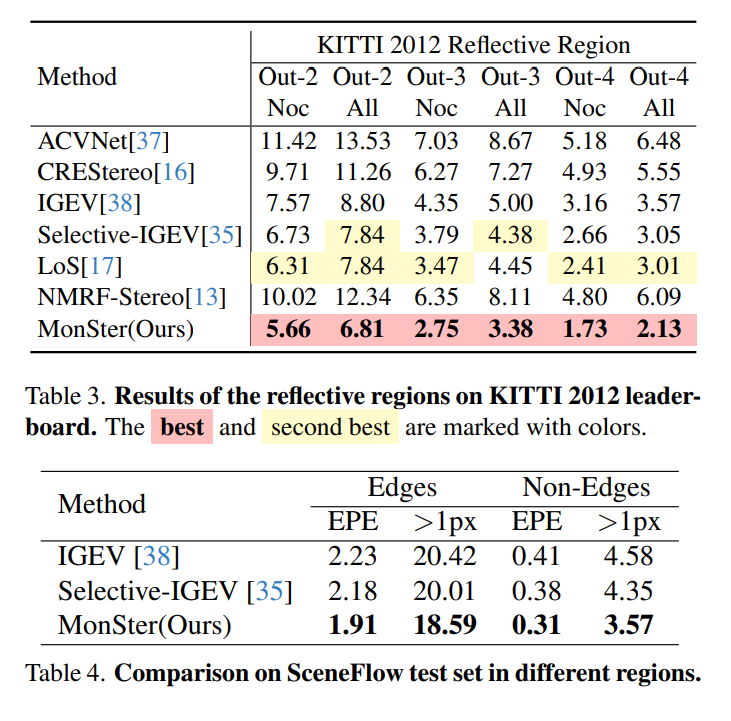 KITTI 2012 Reflective Region
Method Out-2 Out-2 Out-3 Out-3 Out-4 Out-4
Noc All Noc All Noc All
ACVNet[37] 11.42 13.53 7.03 8.67 5.18 6.48
CREStereo[16] 9.71 11.26 6.27 7.27 4.93 5.55
IGEV[38] 7.57 8.80 4.35 5.00 3.16 3.57
Selective-IGEV[35] 6.73 7.84 3.79 4.38 2.66 3.05
LoS[17] 6.31 7.84 3.47 4.45 2.41 3.01
NMRF-Stereo[13] 10.02 12.34 6.35 8.11 4.80 6.09
MonSter(Ours) 5.66 6.81 2.75 3.38 1.73 2.13
Table 3. Results of the reflective regions on KITTI 2012 leader-
board. The best and second best are marked with colors.
Method Edges Non-Edges
EPE >1px EPE >1px
IGEV [38] 2.23 20.42 0.41 4.58
Selective-IGEV [35] 2.18 20.01 0.38 4.35
MonSter(Ours) 1.91 18.59 0.31 3.57
Table 4. Comparison on SceneFlow test set in different regions.